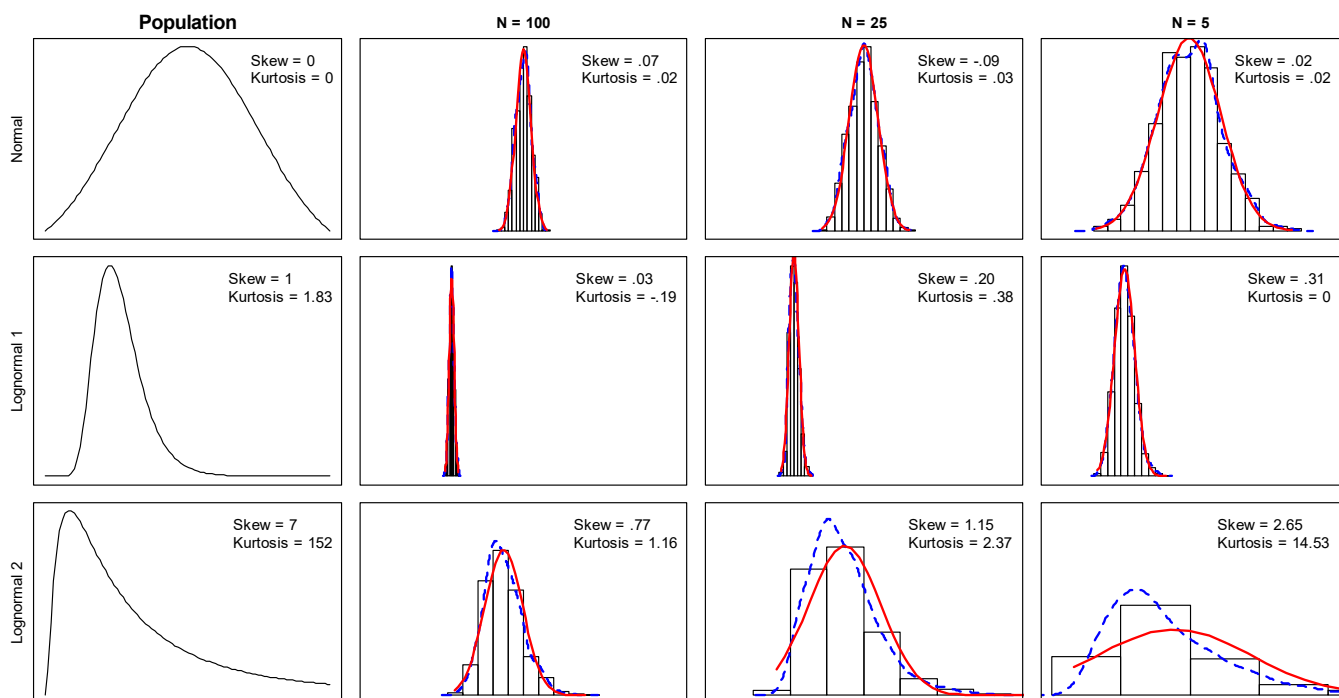 Population
N = 100
N = 25
N = 5
Normal
Skew = 0
Kurtosis = 0
Skew = .07
Kurtosis = .02
Skew = -.09
Kurtosis = .03
Skew = .02
Kurtosis = .02
Lognormal 1
Skew = 1
Kurtosis = 1.83
Skew = .03
Kurtosis = -.19
Skew = .20
Kurtosis = .38
Skew = .31
Kurtosis = 0
Lognormal 2
Skew = 7
Kurtosis = 152
Skew = .77
Kurtosis = 1.16
Skew = 1.15
Kurtosis = 2.37
Skew = 2.65
Kurtosis = 14.53